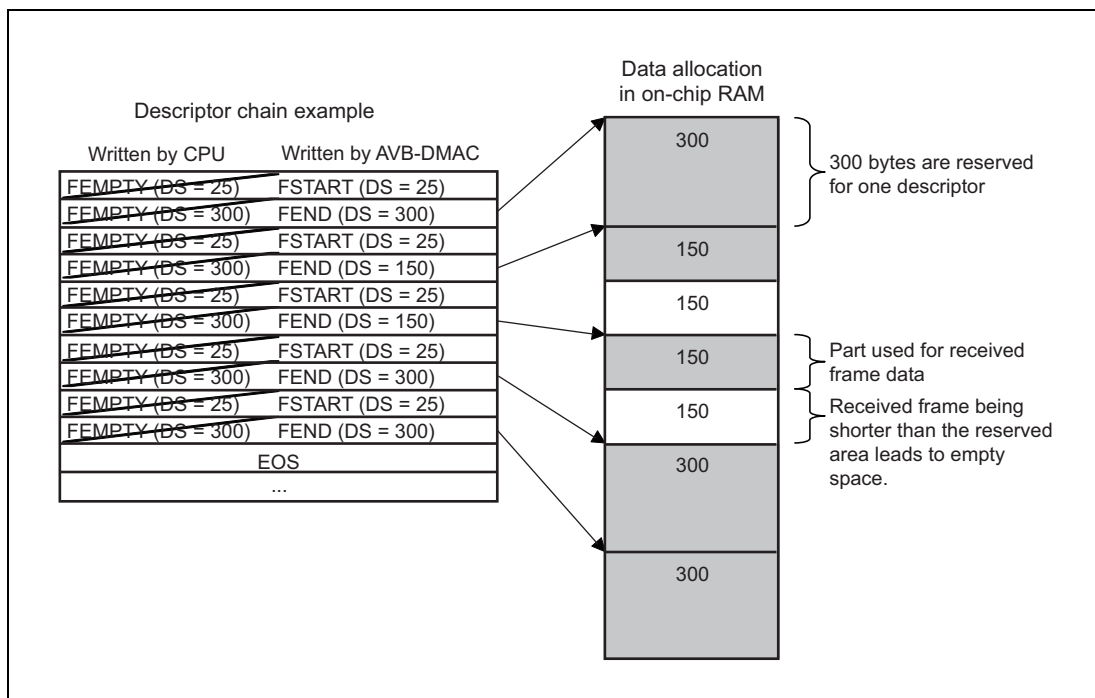 Descriptor chain example
Written by CPU Written by AVB-DMAC
FEMPTY (DS = 25) FSTART (DS = 25)
FEMPTY (DS = 300) FEND (DS = 300)
FEMPTY (DS = 25) FSTART (DS = 25)
FEMPTY (DS = 300) FEND (DS = 150)
FEMPTY (DS = 25) FSTART (DS = 25)
FEMPTY (DS = 300) FEND (DS = 150)
FEMPTY (DS = 25) FSTART (DS = 25)
FEMPTY (DS = 300) FEND (DS = 300)
FEMPTY (DS = 25) FSTART (DS = 25)
FEMPTY (DS = 300) FEND (DS = 300)
EOS
...
Data allocation
in on-chip RAM
300
150
150
150
150
300
300
300 bytes are reserved
for one descriptor
Part used for received
frame data
Received frame being
shorter than the reserved
area leads to empty
space.